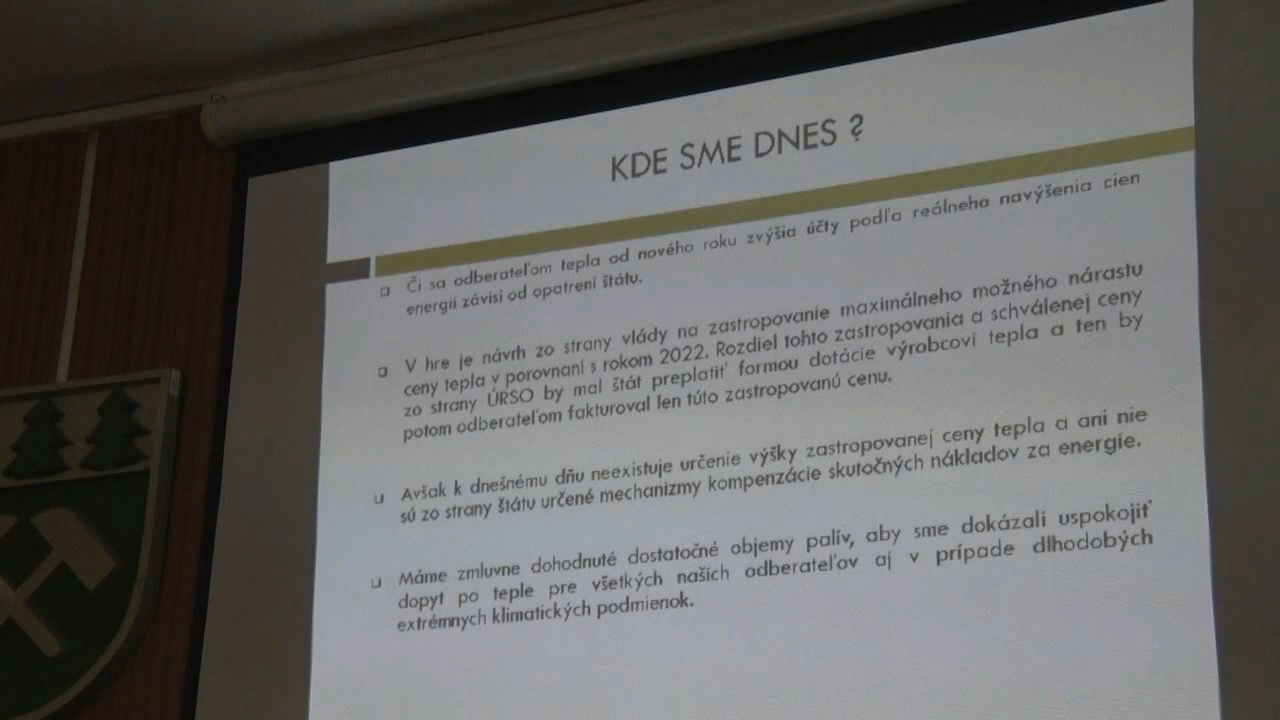 KDE SME DNES ?
Či sa odberateľom tepla od nového roku zvýšia účty podľa reálneho navýšenia cien
energií závisí od opatrení štátu.
V hre je návrh zo strany vlády na zastropovanie maximálneho možného nárastu
ceny tepla v porovnaní s rokom 2022. Rozdiel tohto zastropovania a schválenej ceny
zo strany ÚRSO by mal štát preplatiť formou dotácie výrobcovi tepla a ten by
potom odberateľom fakturoval len túto zastropovanú cenu.
Avšak k dnešnému dňu neexistuje určenie výšky zastropovanej ceny tepla a ani nie
sú zo strany štátu určené mechanizmy kompenzácie skutočných nákladov za energie.
Máme zmluvne dohodnuté dostatočné objemy palív, aby sme dokázali uspokojiť
dopyt po teple pre všetkých našich odberateľov aj v prípade dlhodobých
extrémnych klimatických podmienok.